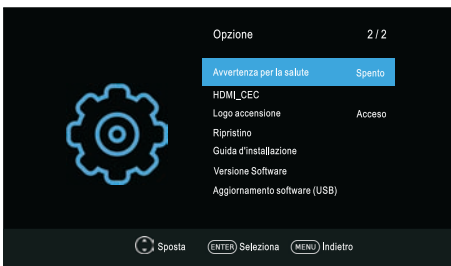 Opzione 2 / 2
Avvertenza per la salute Spento
HDMI_CEC
Logo accensione Acceso
Ripristino
Guida d'installazione
Versione Software
Aggiornamento software (USB)
Sposta ENTER Seleziona MENU Indietro